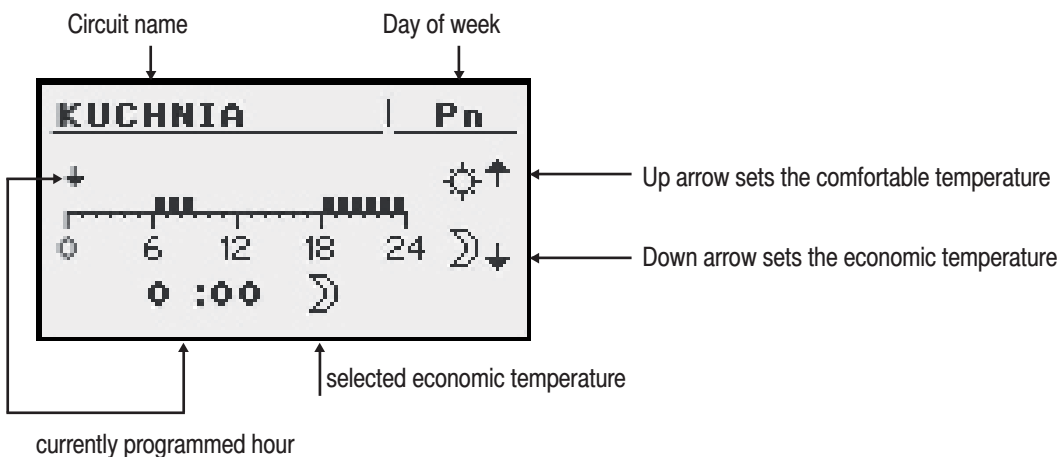 Circuit name Day of week
KUCHNIA Pn
Up arrow sets the comfortable temperature
0 6 12 18 24
Down arrow sets the economic temperature
0 :00
selected economic temperature
currently programmed hour